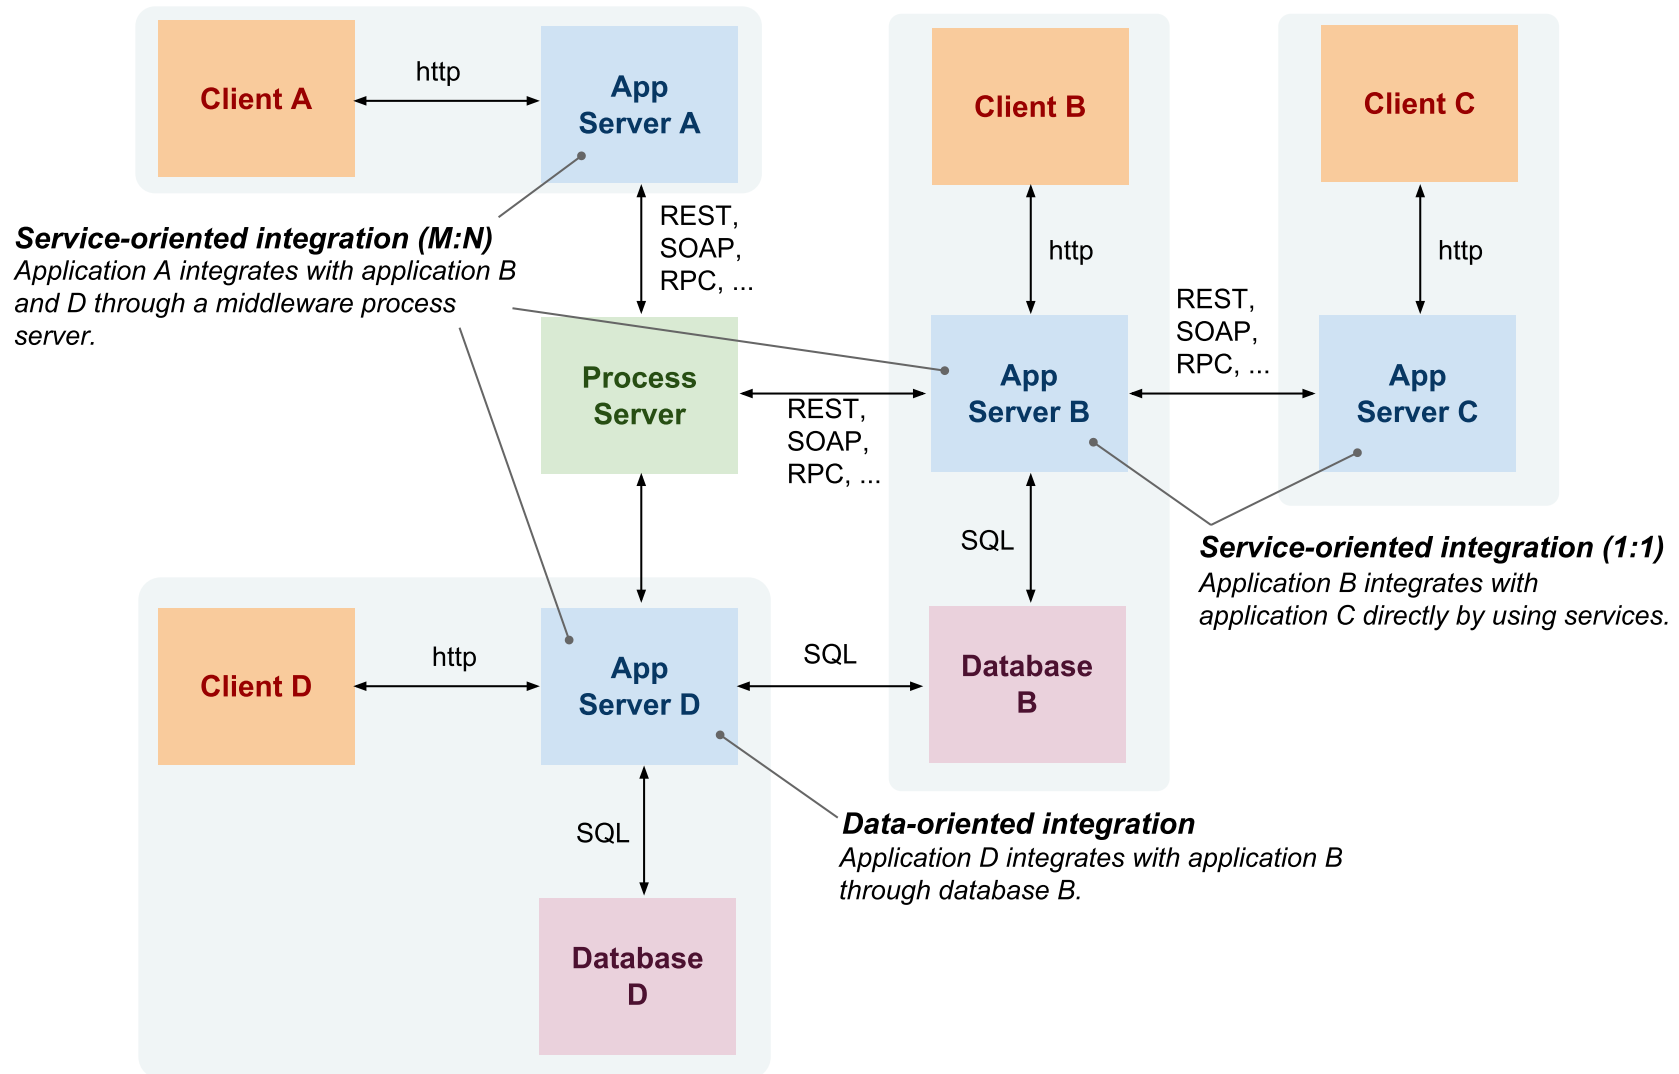 Client A
http
App
Server A
Client B
Client C
REST,
SOAP,
RPC, ...
Service-oriented integration (M:N)
Application A integrates with application B
and D through a middleware process
server.
http
http
REST,
SOAP,
RPC, ...
Process
Server
REST,
SOAP,
RPC, ...
App
Server B
App
Server C
SQL
Service-oriented integration (1:1)
Application B integrates with
application C directly by using services.
Client D
http
App
Server D
SQL
Database
B
SQL
Data-oriented integration
Application D integrates with application B
through database B.
Database
D